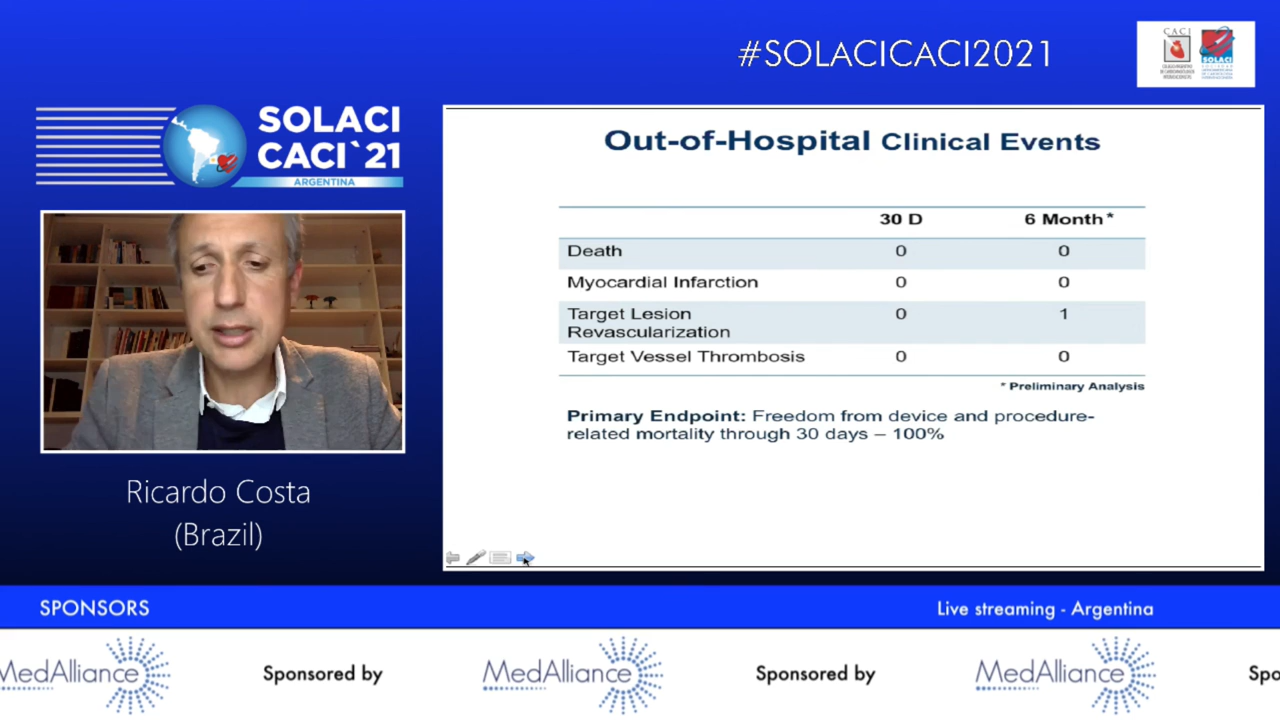 #SOLACICACI2021
CACI
SOLACI
SOLACI
CACI`21
ARGENTINA
Ricardo Costa
(Brazil)
Out-of-Hospital Clinical Events
30 D 6 Month*
Death 0 0
Myocardial Infarction 0 0
Target Lesion
Revascularization 0 1
Target Vessel Thrombosis 0 0
* Preliminary Analysis
Primary Endpoint: Freedom from device and procedure-
related mortality through 30 days – 100%
SPONSORS Live streaming - Argentina
MedAlliance Sponsored by MedAlliance Sponsored by MedAlliance Spo